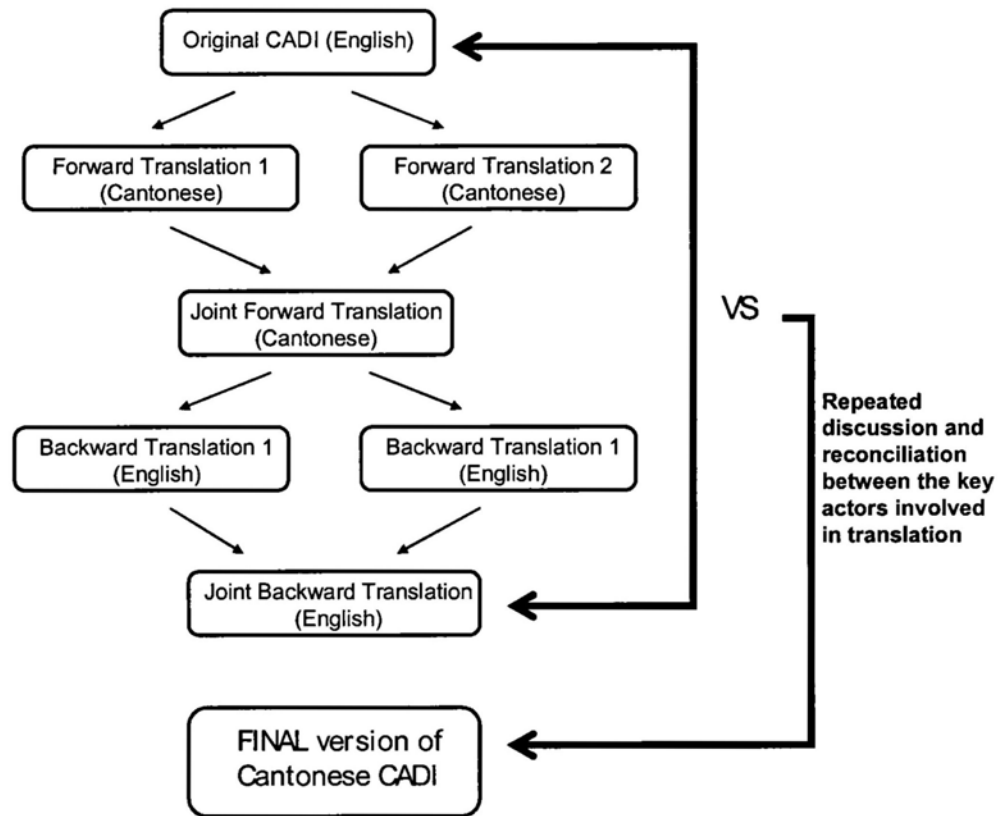 Original CADI (English)
Forward Translation 1
(Cantonese)
Forward Translation 2
(Cantonese)
Joint Forward Translation
(Cantonese)
VS
Backward Translation 1
(English)
Backward Translation 1
(English)
Repeated
discussion and
reconciliation
between the key
actors involved
in translation
Joint Backward Translation
(English)
FINAL version of
Cantonese CADI